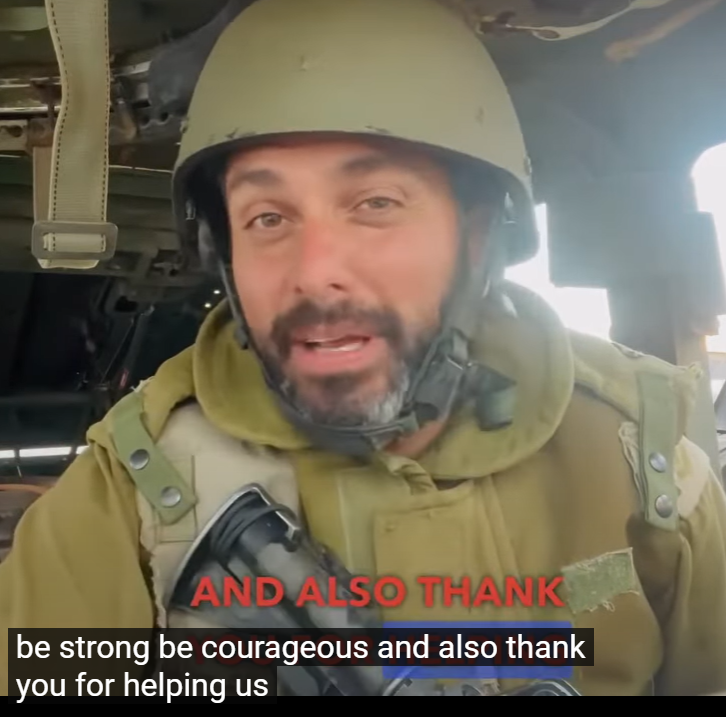 AND ALSO THANK
be strong be courageous and also thank
you for helping us